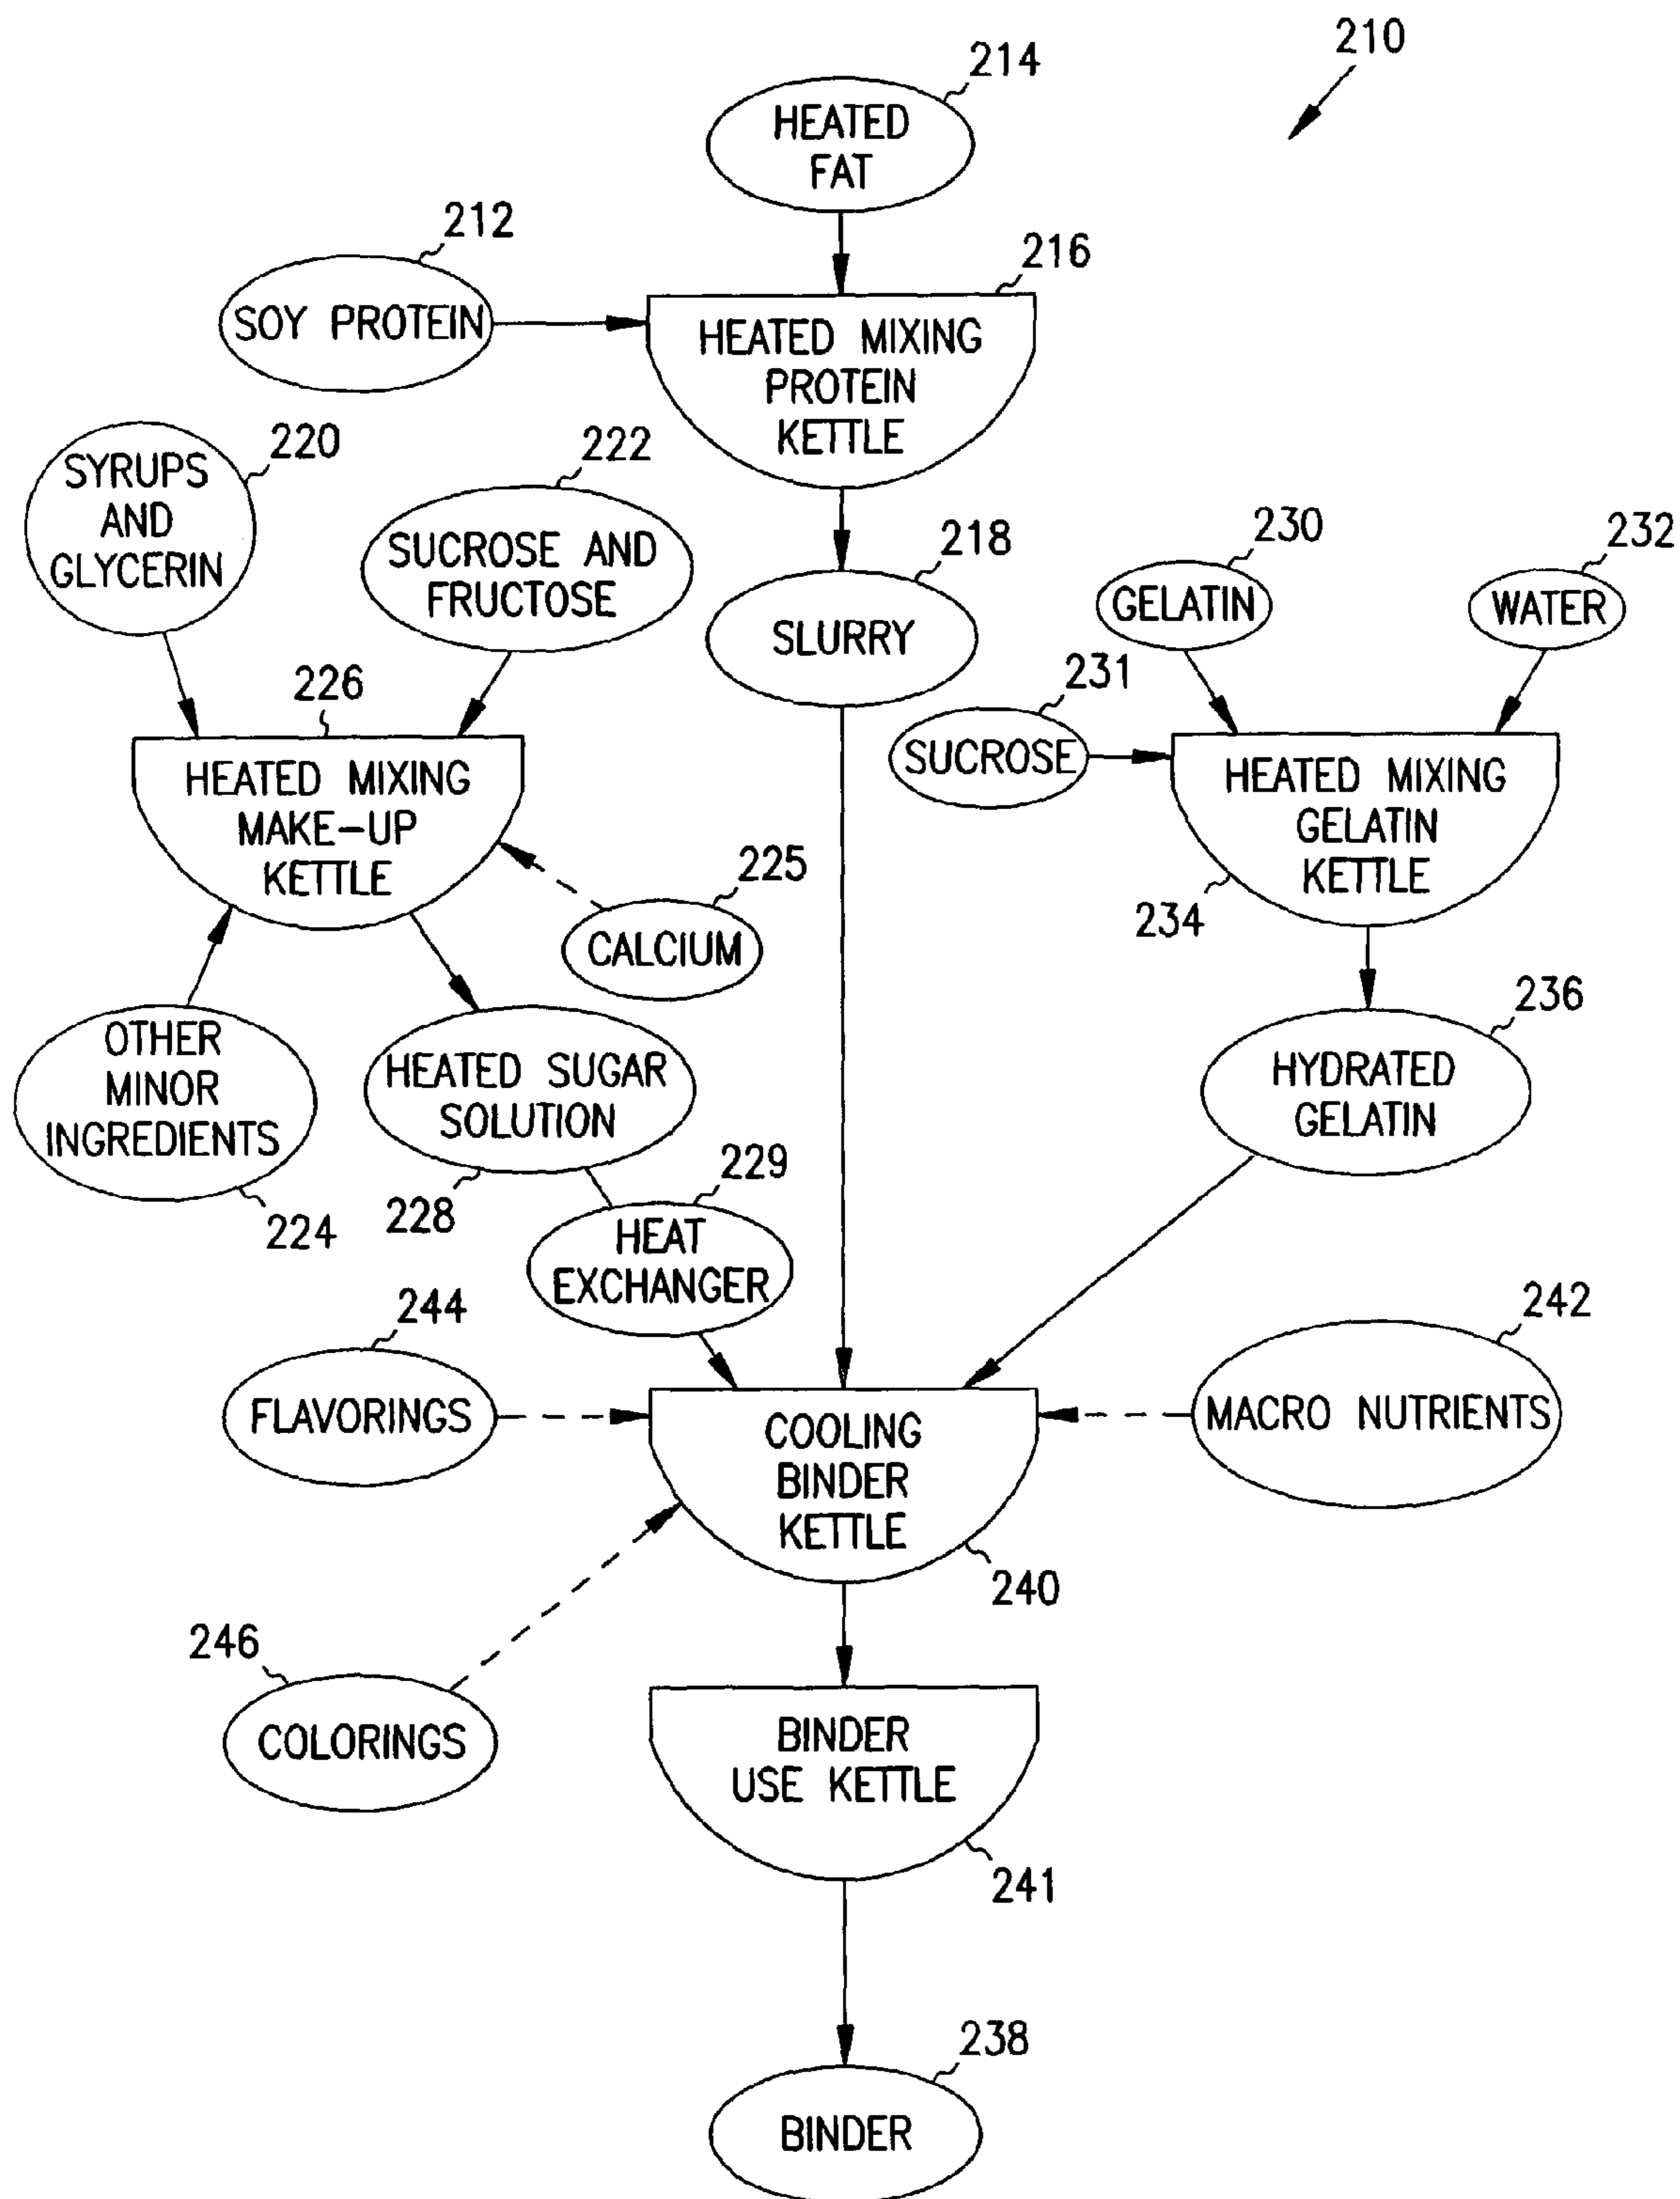 210
214
HEATED
FAT
212
SOY PROTEIN
216
HEATED MIXING
PROTEIN
KETTLE
220
SYRUPS
AND
GLYCERIN
222
SUCROSE AND
FRUCTOSE
218
SLURRY
230
GELATIN
232
WATER
231
SUCROSE
226
HEATED MIXING
MAKE-UP
KETTLE
HEATED MIXING
GELATIN
KETTLE
234
225
CALCIUM
OTHER
MINOR
INGREDIENTS
224
HEATED SUGAR
SOLUTION
228
236
HYDRATED
GELATIN
229
HEAT
EXCHANGER
244
FLAVORINGS
242
MACRO NUTRIENTS
COOLING
BINDER
KETTLE
240
246
COLORINGS
BINDER
USE KETTLE
241
238
BINDER